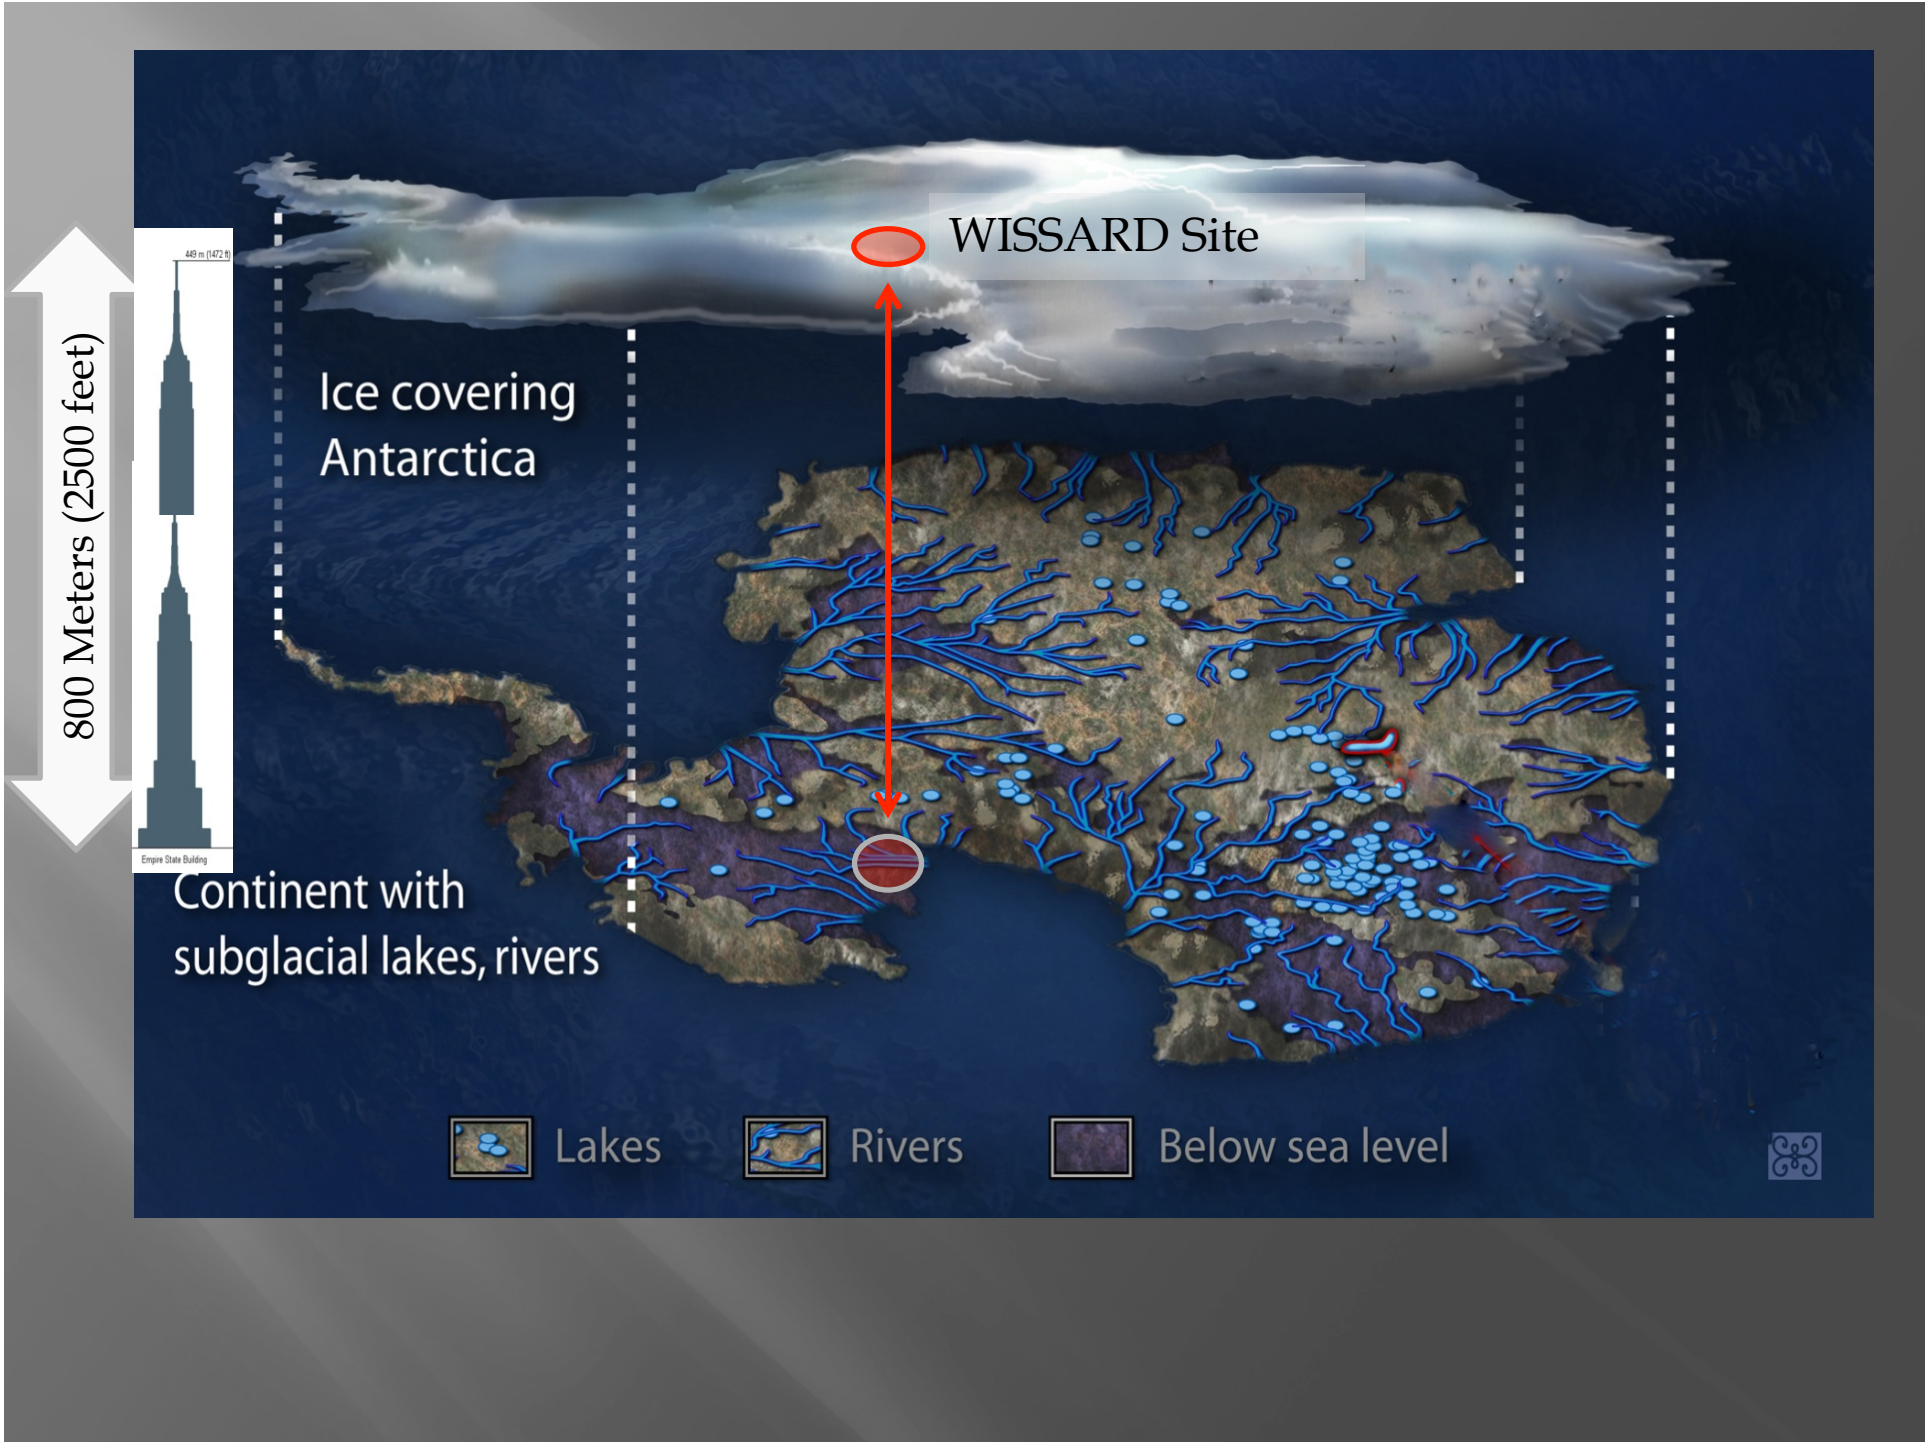 WISSARD Site
449 m (1472 ft)
800 Meters (2500 feet)
Ice covering
Antarctica
Empire State Building
Continent with
subglacial lakes, rivers
Lakes
Rivers
Below sea level